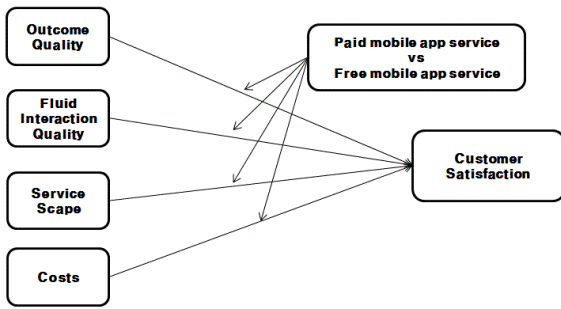 Outcome
Quality
Paid mobile app service
vs
Free mobile app service
Fluid
Interaction
Quality
Customer
Satisfaction
Service
Scape
Costs